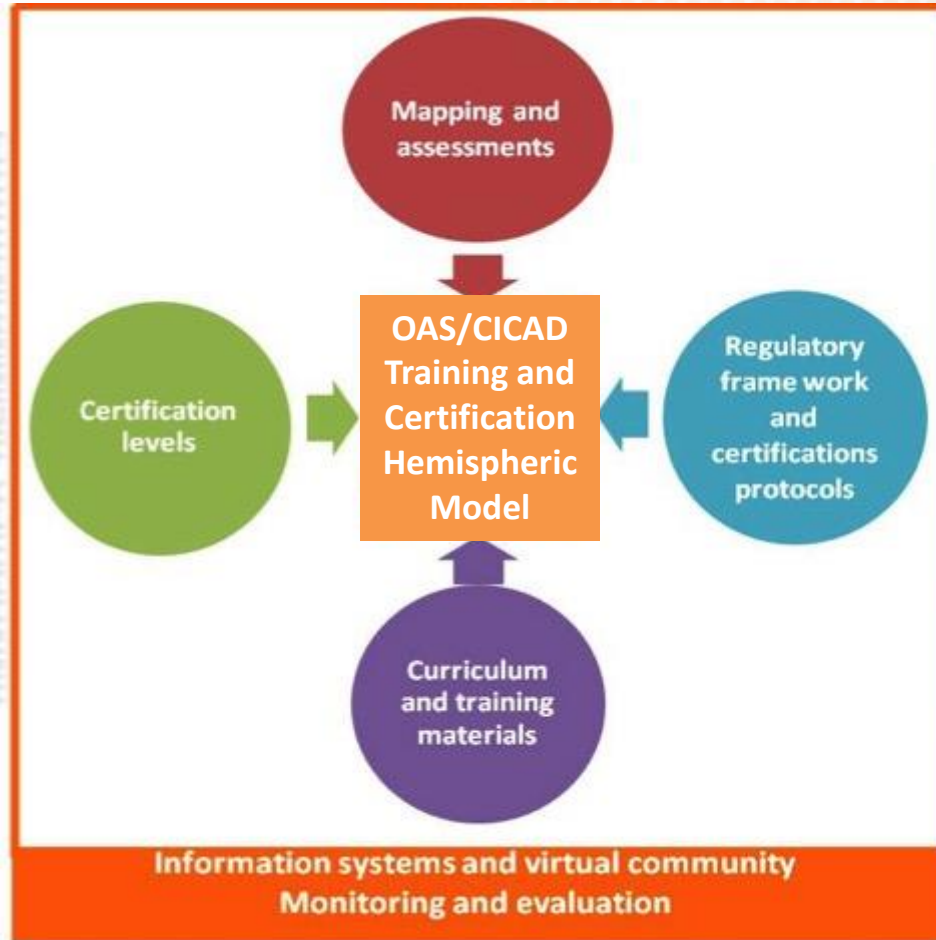 Mapping and
assessments
OAS/CICAD
Training and
Certification
Hemispheric
Model
Certification
levels
Regulatory
frame work
and
certifications
protocols
Curriculum
and training
materials
Information systems and virtual community
Monitoring and evaluation